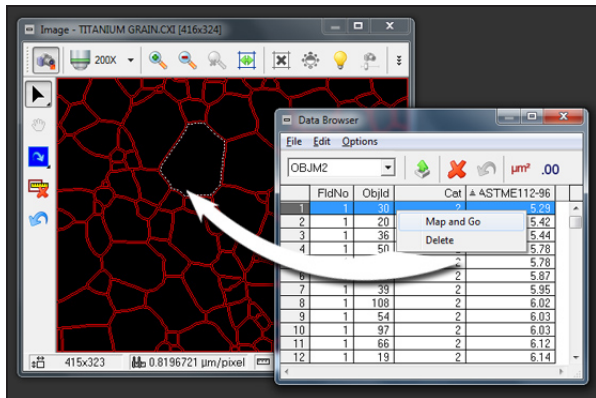 Image - TITANIUM GRAIN.CXI [416x324]
200X
Data Browser
File Edit Options
OBJM2 µm² .00
FldNo ObjId Cat ASTME112-96
1 1 30 2 5.29
2 1 20 5.42
3 1 36 5.44
4 1 50 5.78
2 5.78
6 2 5.87
7 1 39 2 5.95
8 1 108 2 6.02
9 1 54 2 6.03
10 1 97 2 6.03
11 1 66 2 6.12
12 1 19 2 6.14
Map and Go
Delete
415x323 0.8196721 µm/pixel